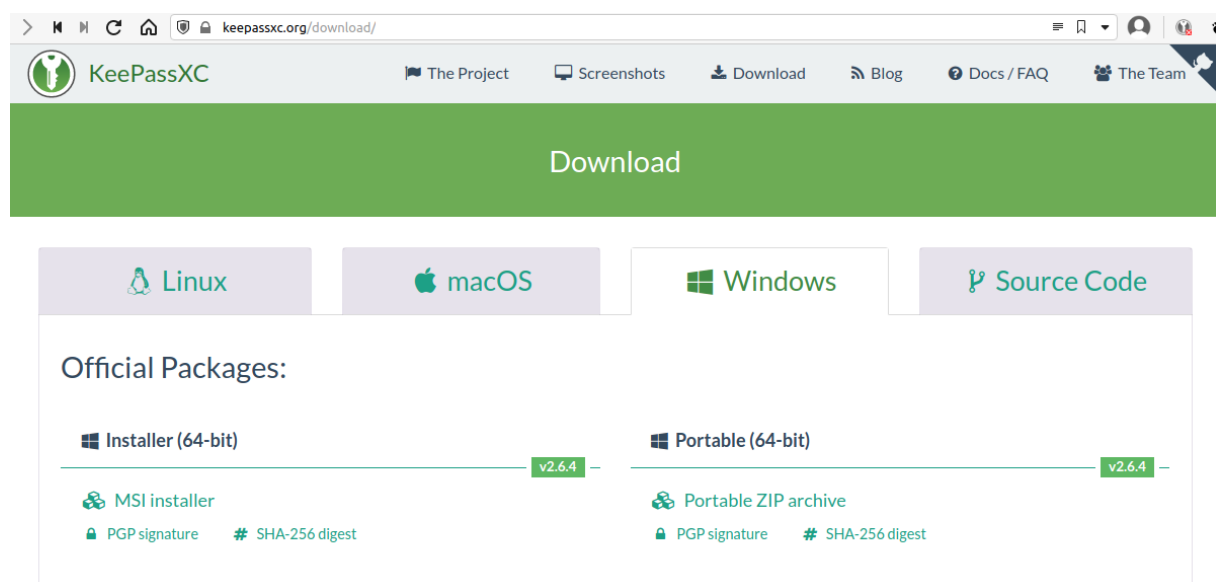 keepassxc.org/download/
KeePassXC The Project Screenshots Download Blog Docs / FAQ The Team
Download
Linux macOS Windows Source Code
Official Packages:
Installer (64-bit) Portable (64-bit)
v2.6.4 v2.6.4
MSI installer Portable ZIP archive
PGP signature # SHA-256 digest PGP signature # SHA-256 digest